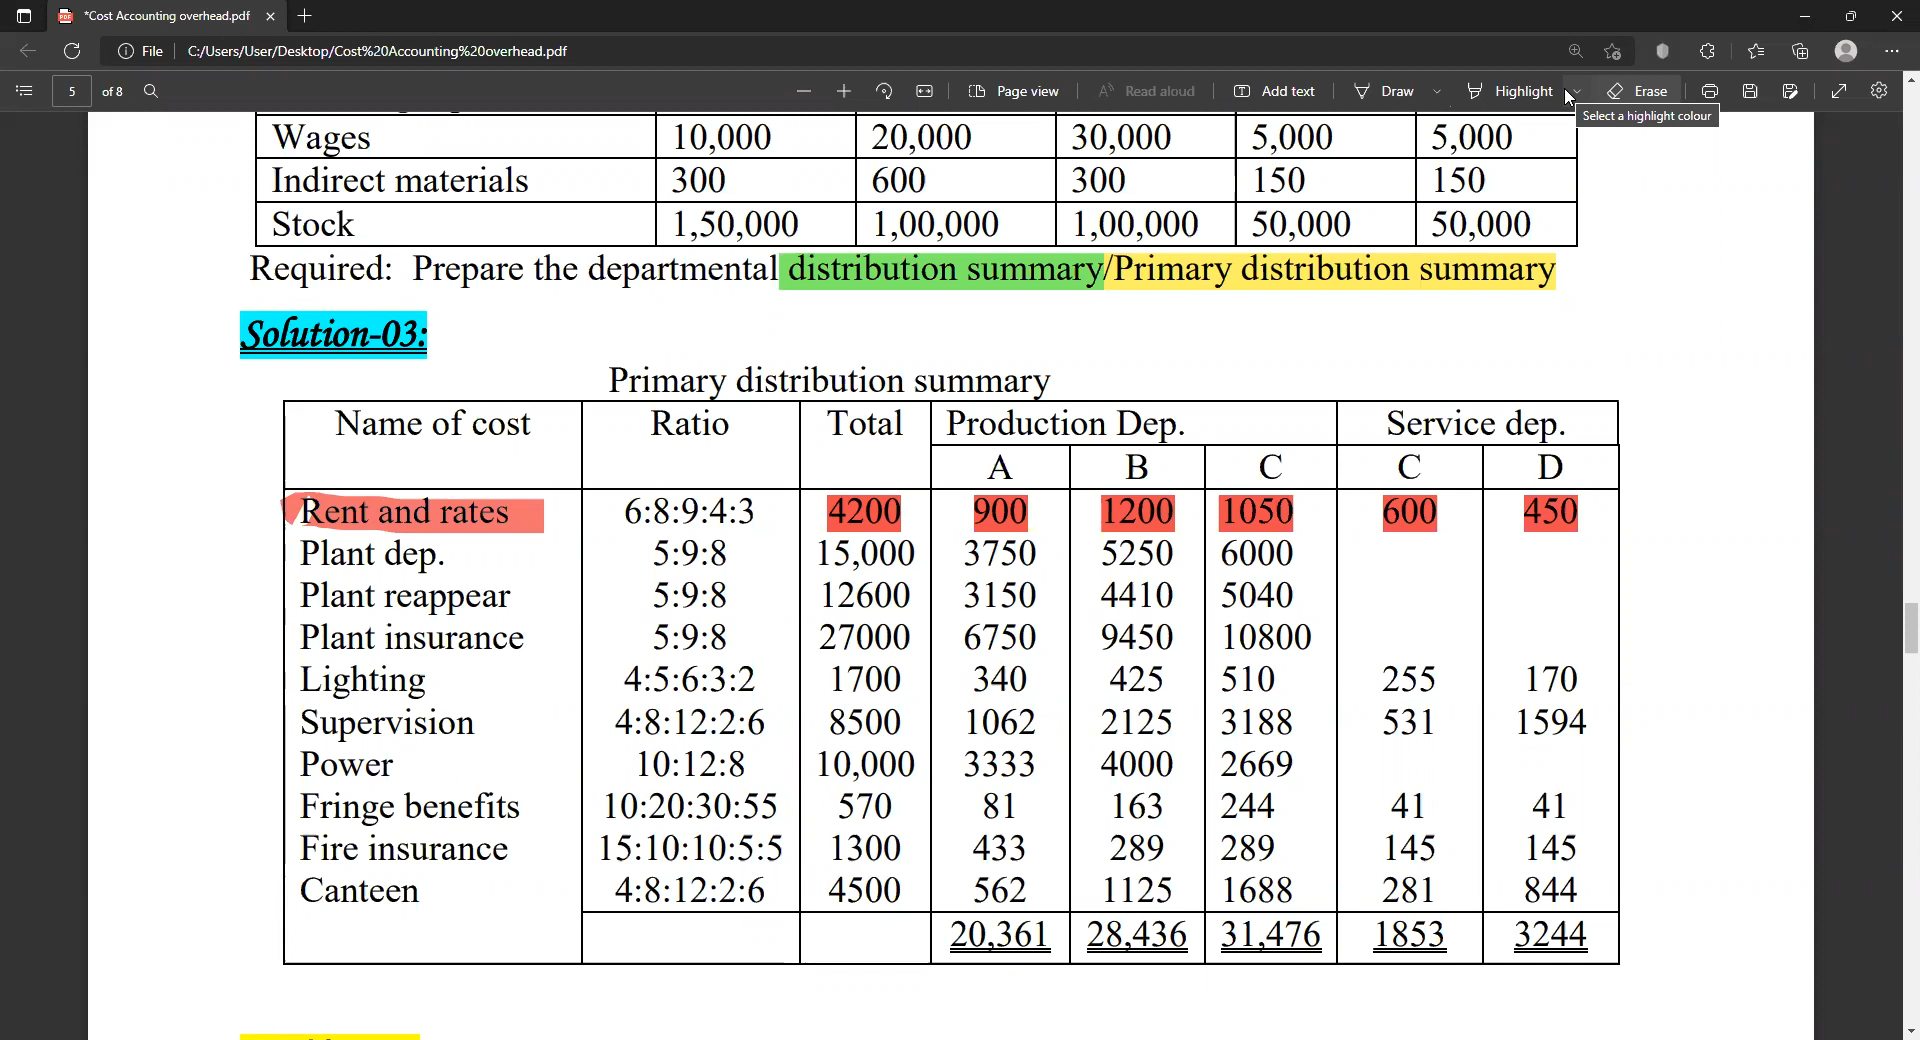 *Cost Accounting overhead.pdf
File C:/Users/User/Desktop/Cost%20Accounting%20overhead.pdf
5 of 8 Page view Read aloud Add text Draw Highlight Erase
Select a highlight colour
Wages 10,000 20,000 30,000 5,000 5,000
Indirect materials 300 600 300 150 150
Stock 1,50,000 1,00,000 1,00,000 50,000 50,000
Required: Prepare the departmental distribution summary/Primary distribution summary
Solution-03:
Primary distribution summary
Name of cost Ratio Total Production Dep. Service dep.
A B C C D
Rent and rates 6:8:9:4:3 4200 900 1200 1050 600 450
Plant dep. 5:9:8 15,000 3750 5250 6000
Plant reappear 5:9:8 12600 3150 4410 5040
Plant insurance 5:9:8 27000 6750 9450 10800
Lighting 4:5:6:3:2 1700 340 425 510 255 170
Supervision 4:8:12:2:6 8500 1062 2125 3188 531 1594
Power 10:12:8 10,000 3333 4000 2669
Fringe benefits 10:20:30:55 570 81 163 244 41 41
Fire insurance 15:10:10:5:5 1300 433 289 289 145 145
Canteen 4:8:12:2:6 4500 562 1125 1688 281 844
20,361 28,436 31,476 1853 3244